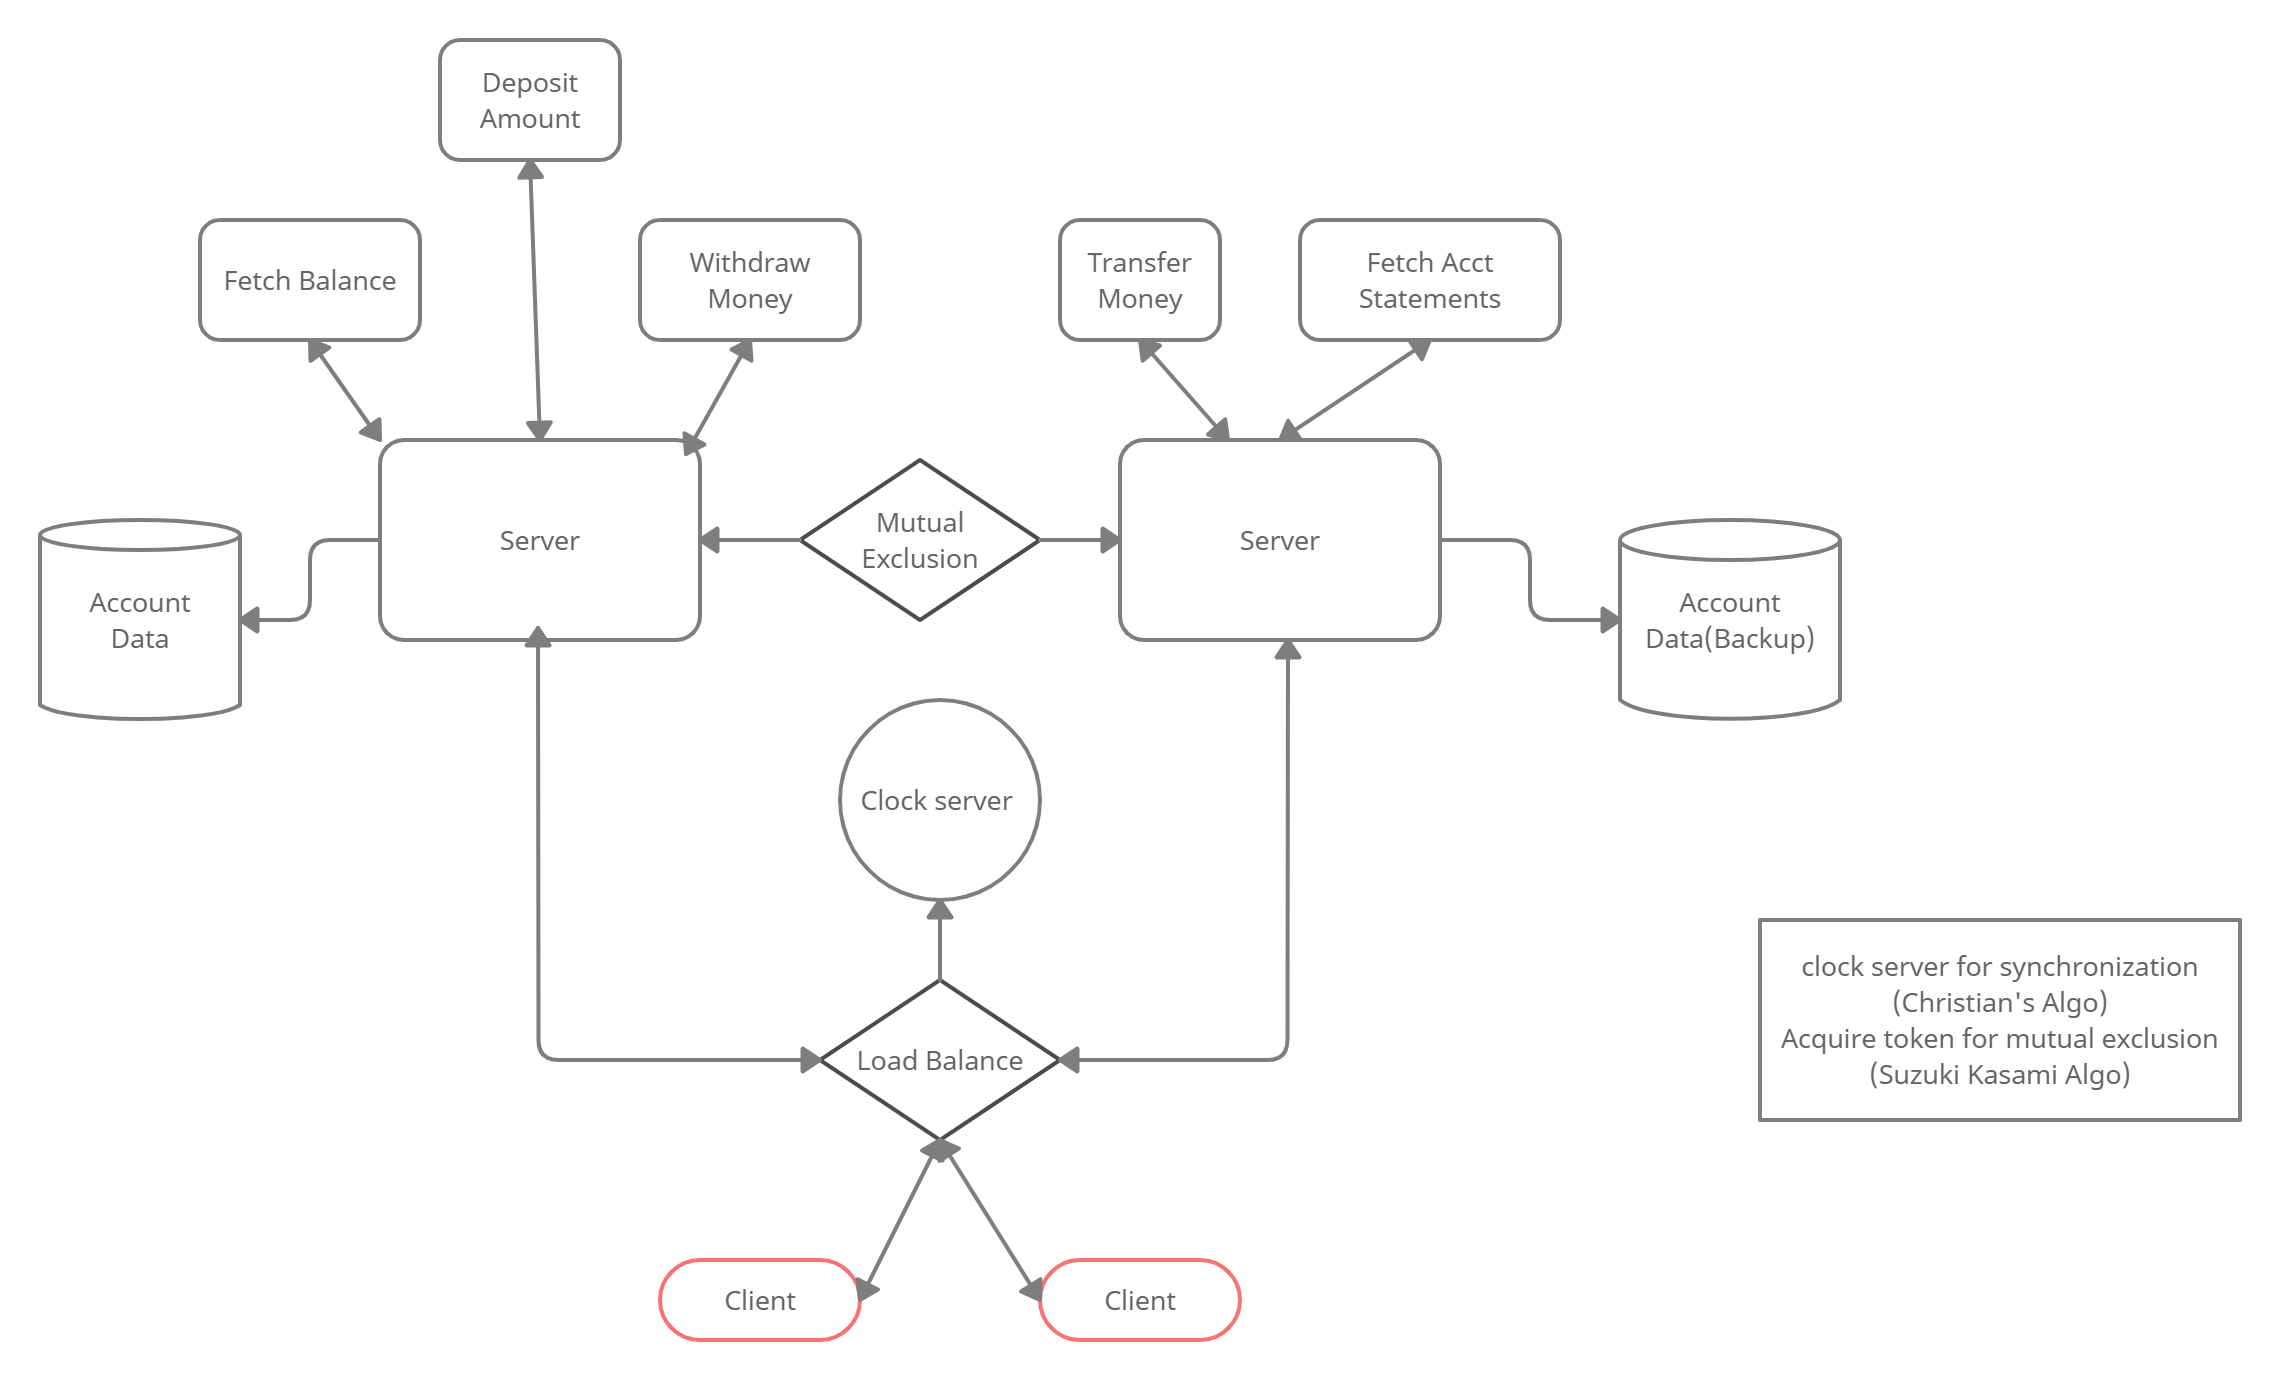 Deposit
Amount
Fetch Balance
Withdraw
Money
Transfer
Money
Fetch Acct
Statements
Server
Mutual
Exclusion
Server
Account
Data
Account
Data(Backup)
Clock server
clock server for synchronization
(Christian's Algo)
Acquire token for mutual exclusion
(Suzuki Kasami Algo)
Load Balance
Client
Client